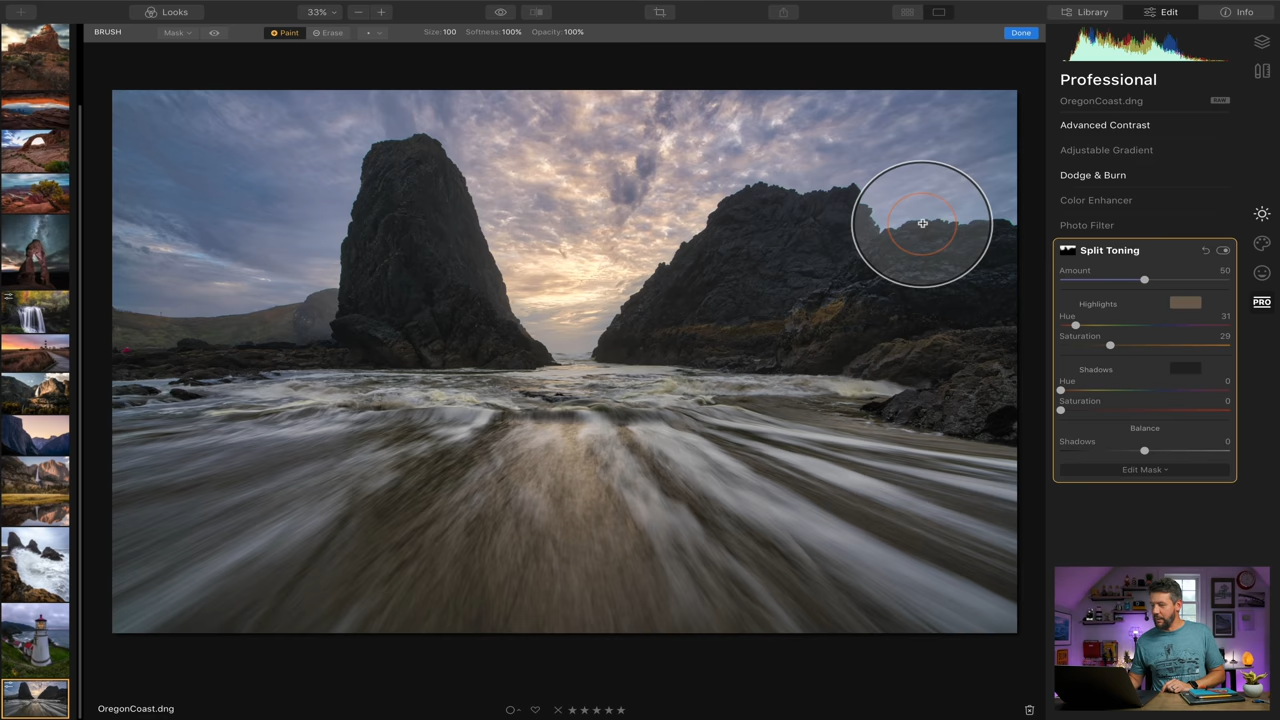 Looks
33%
Library
Edit
Info
BRUSH
Mask
Paint
Erase
Size: 100
Softness: 100%
Opacity: 100%
Done
Professional
OregonCoast.dng
RAW
Advanced Contrast
Adjustable Gradient
Dodge & Burn
Color Enhancer
Photo Filter
Split Toning
Amount 50
Highlights
Hue 31
Saturation 29
Shadows
Hue 0
Saturation 0
Balance
Shadows 0
Edit Mask
PRO
OregonCoast.dng